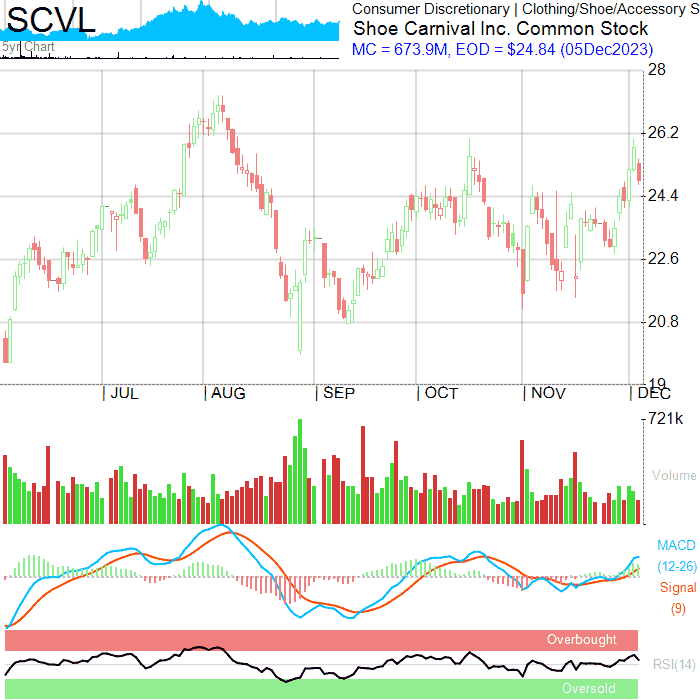 SCVL
Consumer Discretionary | Clothing/Shoe/Accessory S
Shoe Carnival Inc. Common Stock
5yr Chart
MC = 673.9M, EOD = $24.84 (05Dec2023)
28
26.2
24.4
22.6
20.8
19
| JUL | AUG | SEP | OCT | NOV | DEC
721k
Volume
MACD
(12-26)
Signal
(9)
Overbought
RSI(14)
Oversold